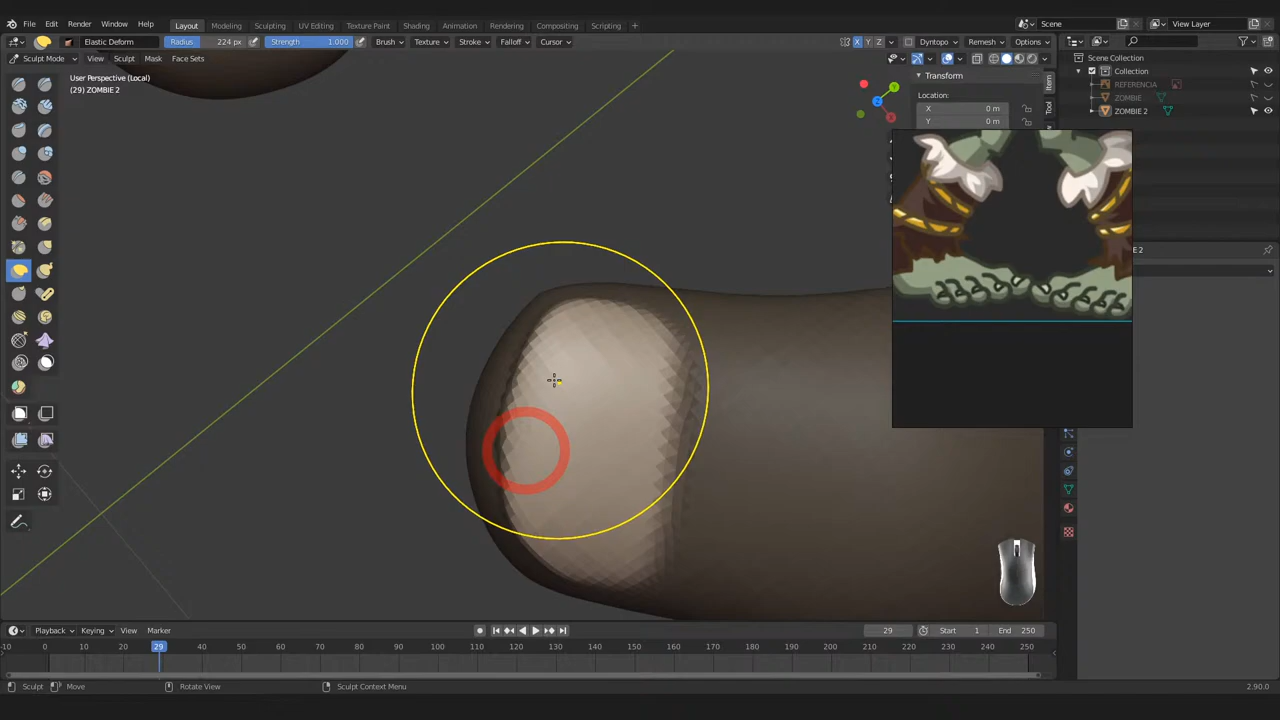 File Edit Render Window Help Layout Modeling Sculpting UV Editing Texture Paint Shading Animation Rendering Compositing Scripting + Scene View Layer
Elastic Deform Radius 224 px Strength 1.000 Brush Texture Stroke Falloff Cursor X Y Z Dyntopo Remesh Options
Sculpt Mode View Sculpt Mask Face Sets
Scene Collection
User Perspective (Local)
(29) ZOMBIE 2
Transform
Location:
X 0 m
Y 0 m
Item
Tool
Collection
REFERENCIA
ZOMBIE
ZOMBIE 2
Y
Z
X
E 2
Playback Keying View Marker 29 Start 1 End 250
-10 0 10 20 29 40 50 60 70 80 90 100 110 120 130 140 150 160 170 180 190 200 210 220 230 240 250
Sculpt Move Rotate View Sculpt Context Menu 2.90.0